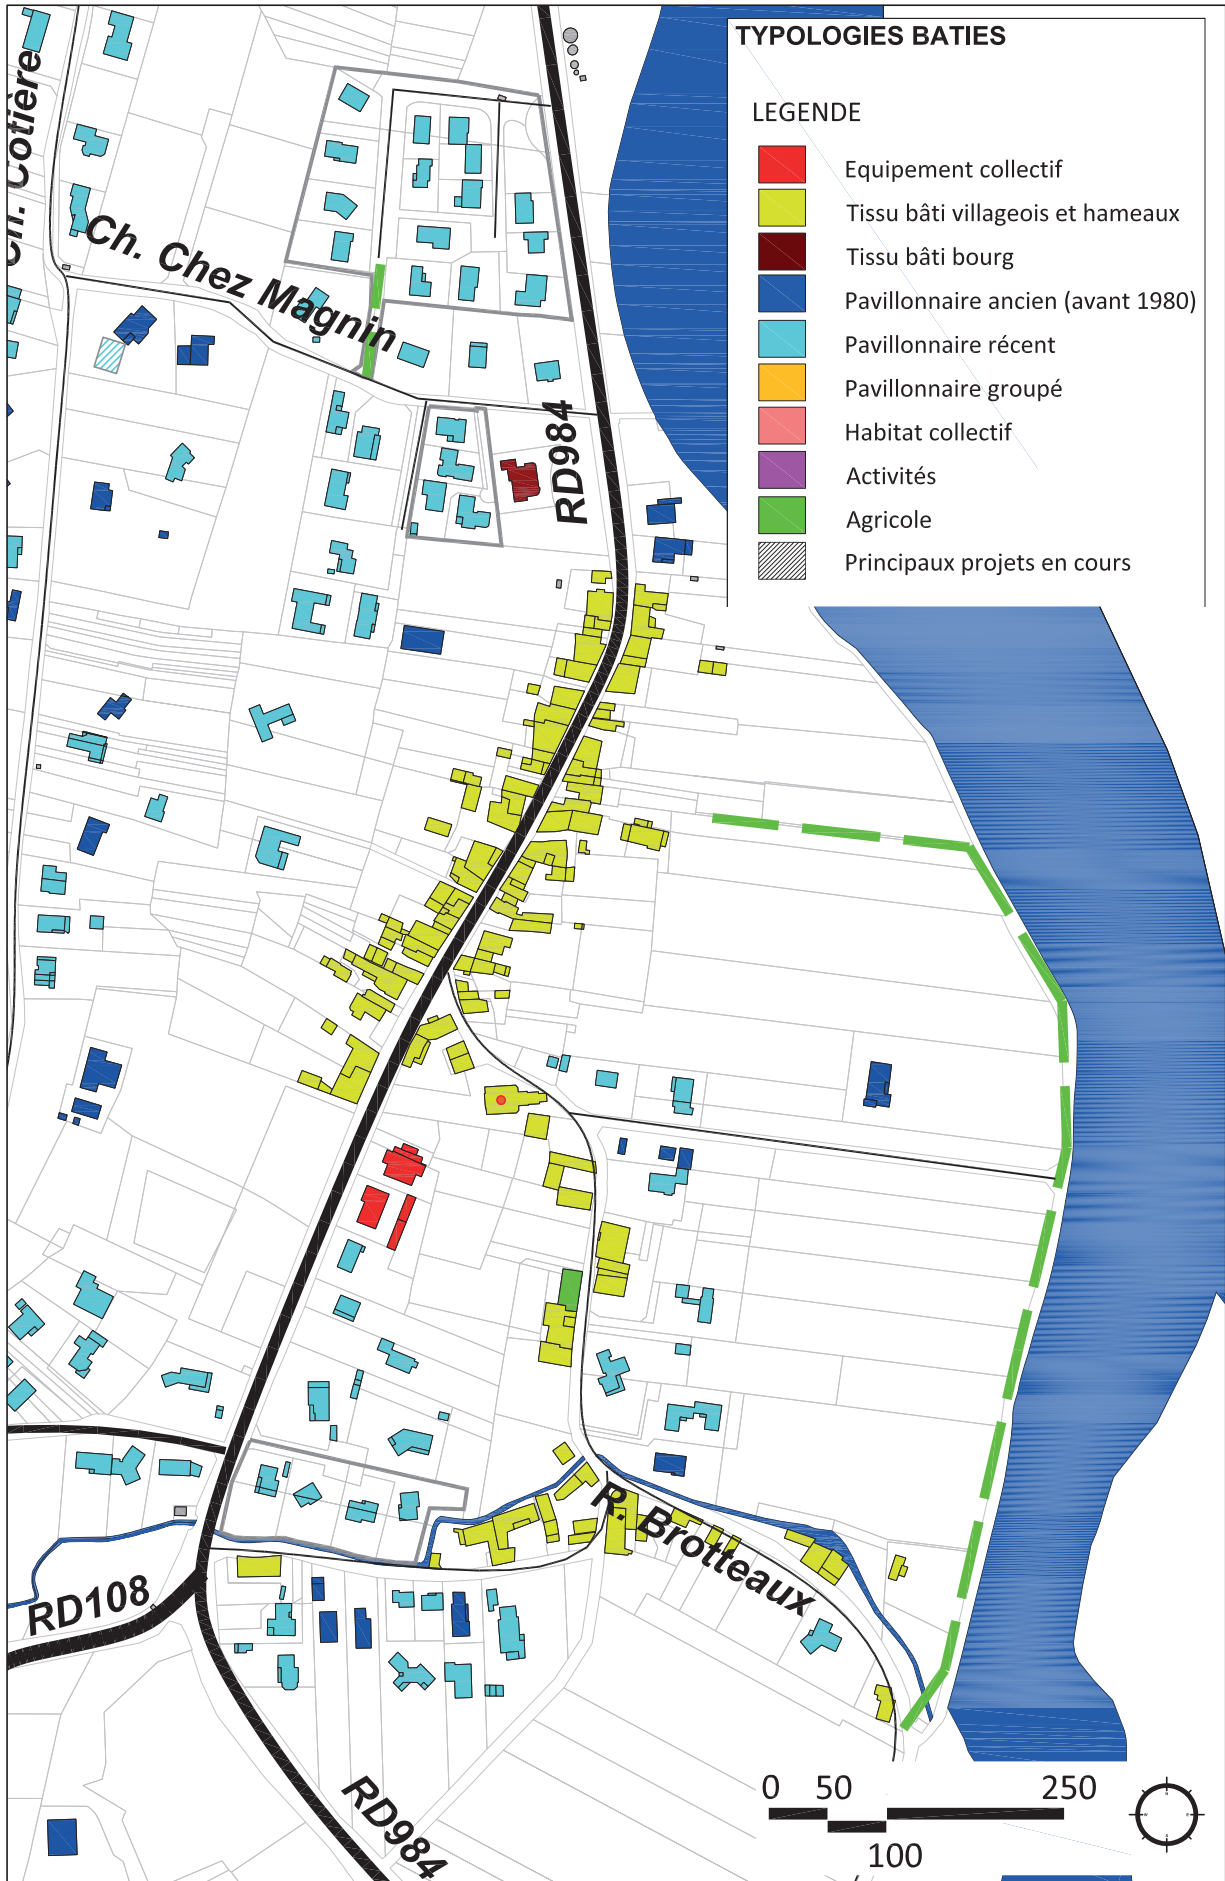 TYPOLOGIES BATIES
LEGENDE
Equipement collectif
Tissu bâti villageois et hameaux
Tissu bâti bourg
Pavillonnaire ancien (avant 1980)
Pavillonnaire récent
Pavillonnaire groupé
Habitat collectif
Activités
Agricole
Principaux projets en cours
Ch. Cotière
Ch. Chez Magnin
RD984
R. Brotteaux
RD108
RD984
0 50 250
100